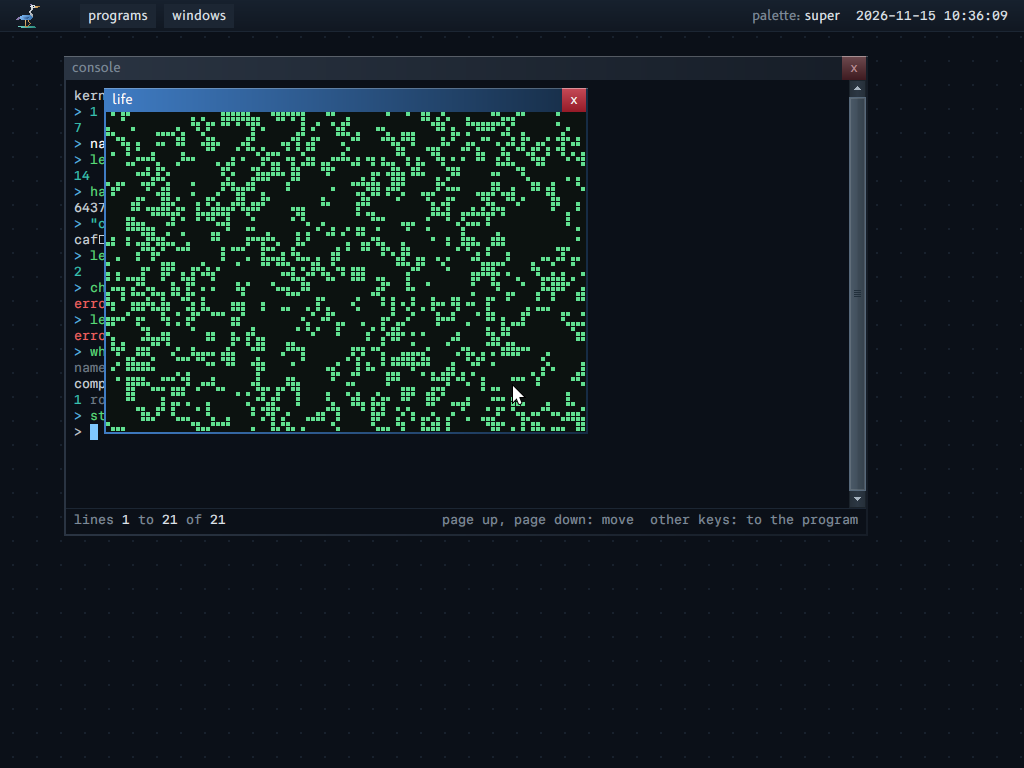 programs windows palette: super 2026-11-15 10:36:09
console x
life x
kern
> 1
7
> na
> le
14
> ha
6437
> "c
caf
> le
2
> ch
erro
> le
erro
> wh
name
comp
1 ro
> st
>
lines 1 to 21 of 21 page up, page down: move other keys: to the program